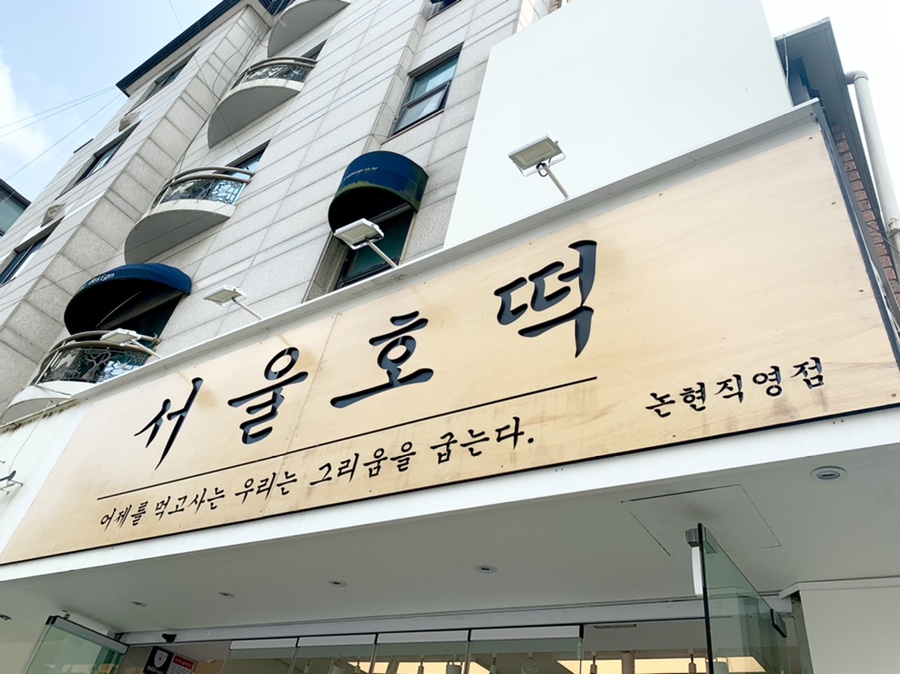 서울호떡
어제를 먹고사는 우리는 그리움을 굽는다.
논현직영점